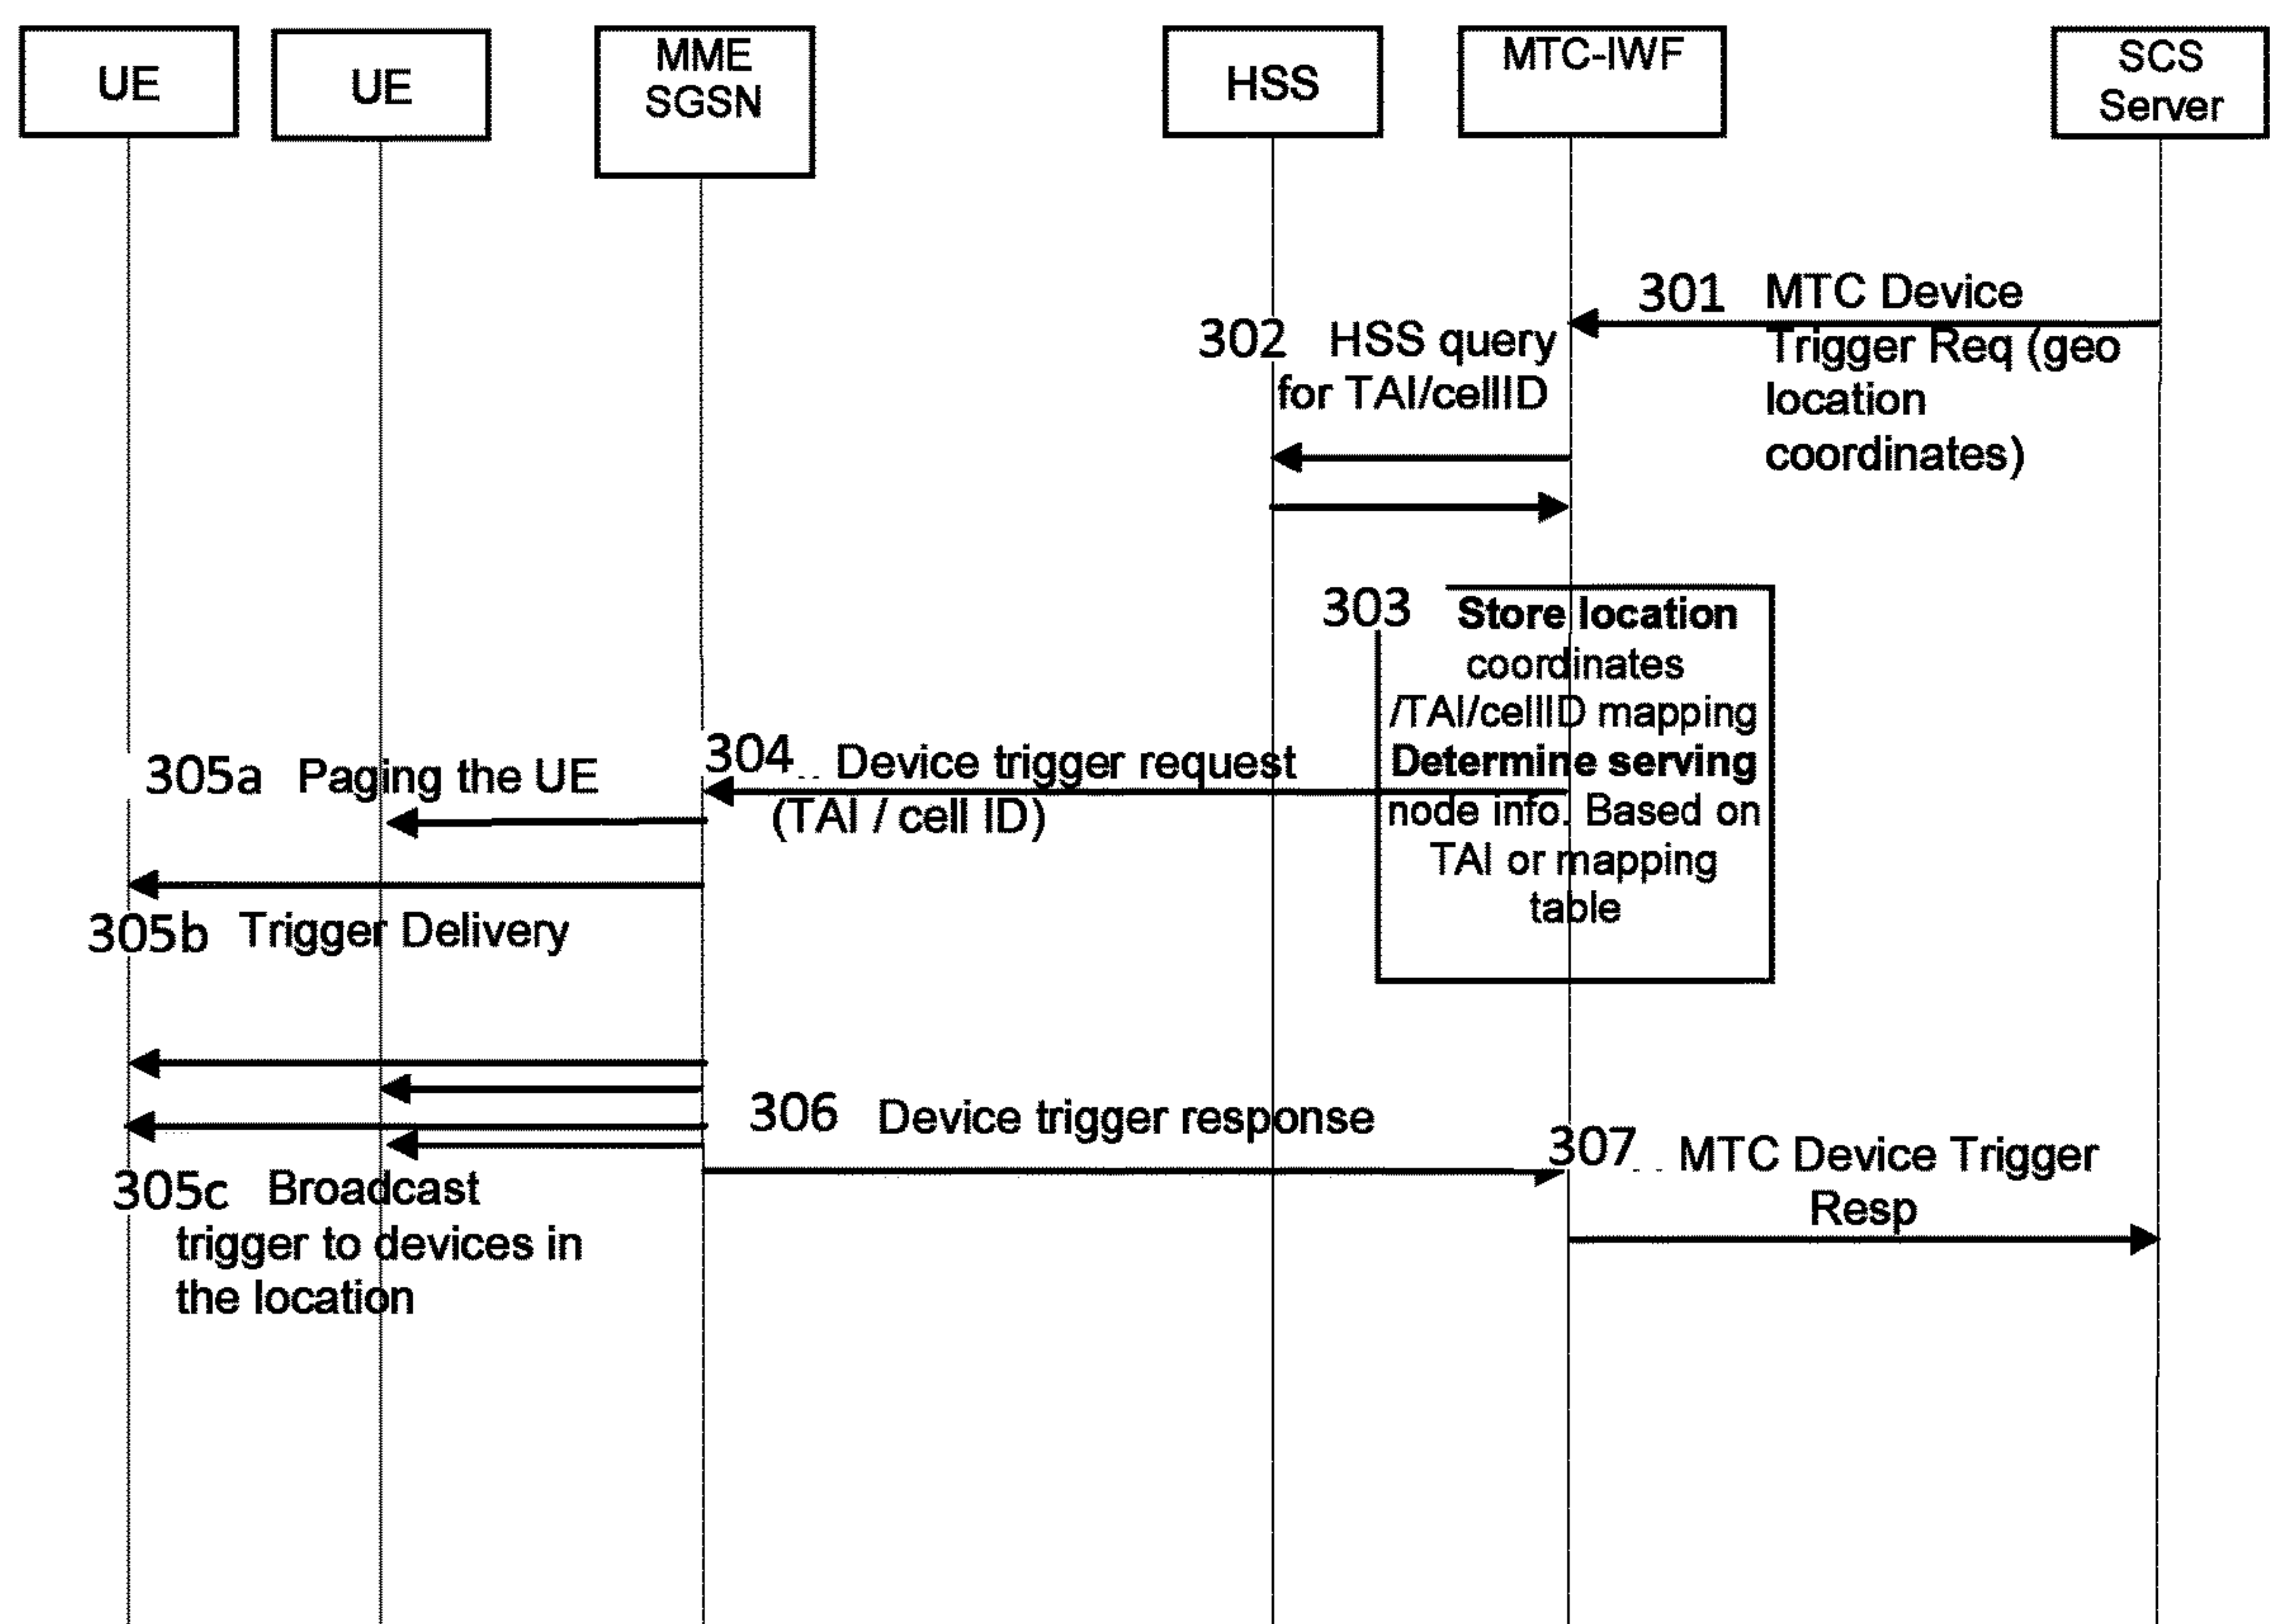 UE
UE
MME
SGSN
HSS
MTC-IWF
SCS
Server
301 MTC Device
Trigger Req (geo
location
coordinates)
302 HSS query
for TAI/cellID
303 Store location
coordinates
/TAI/cellID mapping
Determine serving
node info. Based on
TAI or mapping
table
304 Device trigger request
(TAI / cell ID)
305a Paging the UE
305b Trigger Delivery
305c Broadcast
trigger to devices in
the location
306 Device trigger response
307 MTC Device Trigger
Resp